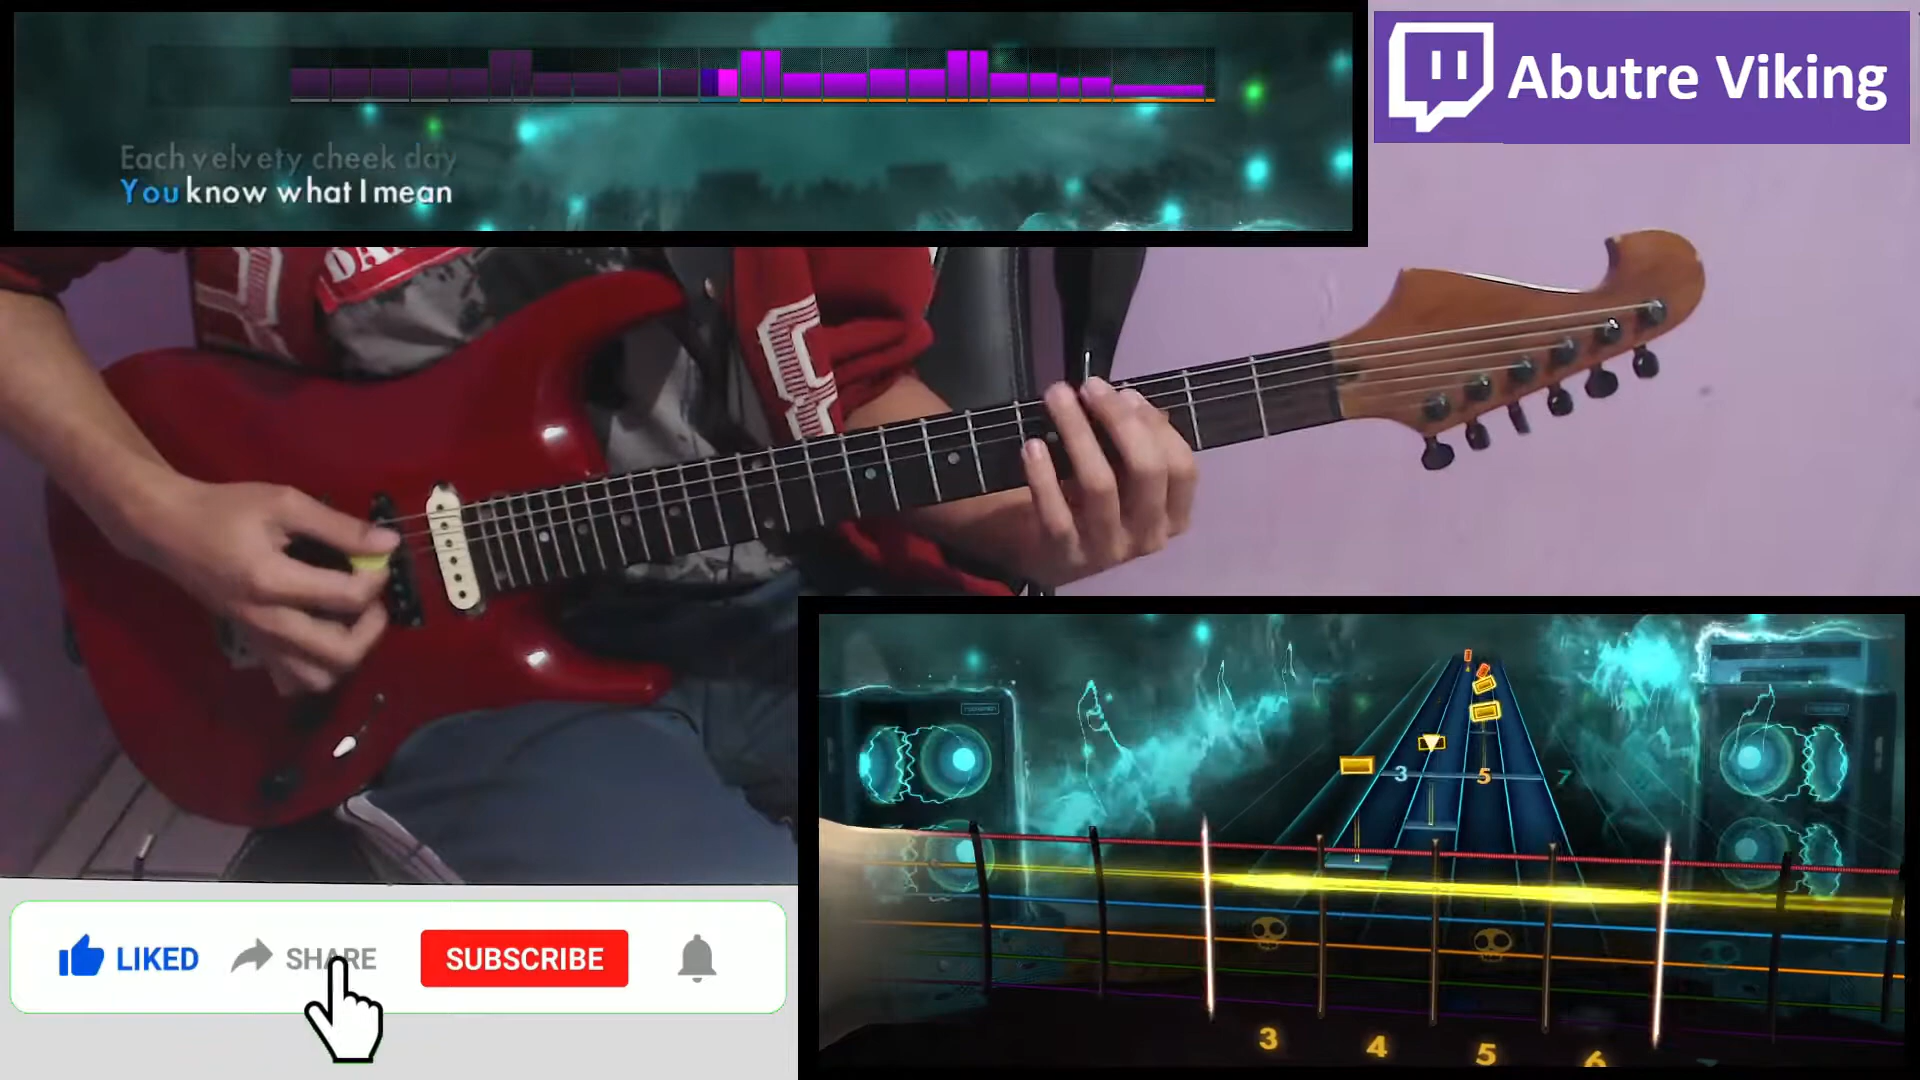 Abutre Viking
Each velvety cheek day
You know what I mean
DA
3
5
7
3
4
5
6
LIKED
SHARE
SUBSCRIBE